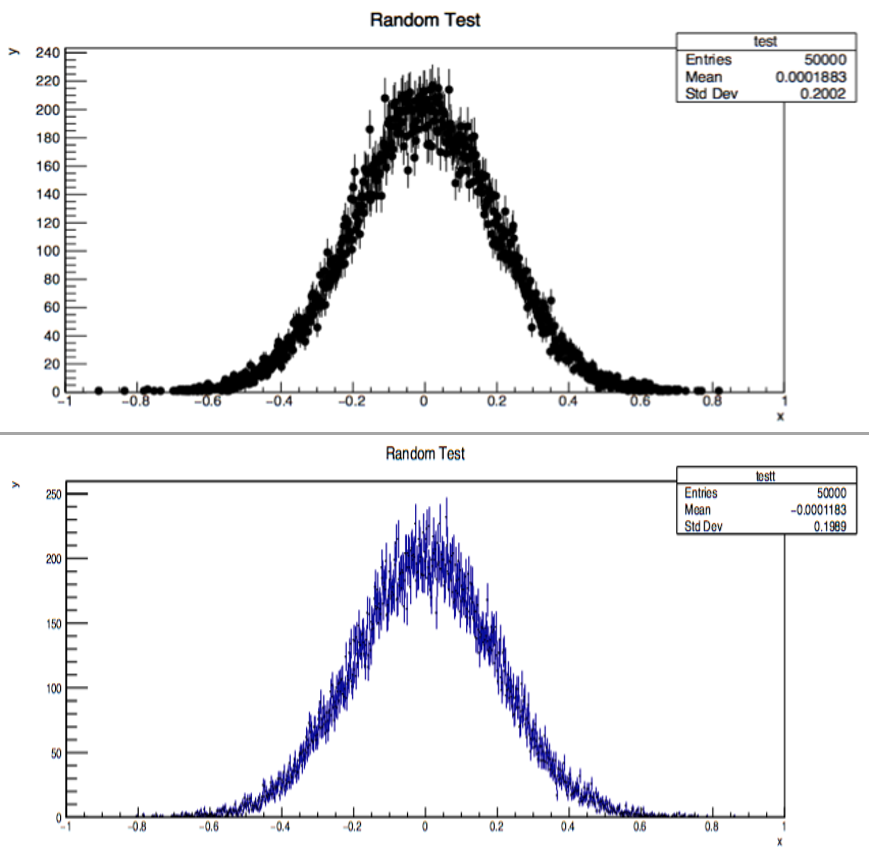 Random Test
test
Entries 50000
Mean 0.0001883
Std Dev 0.2002
y
240
220
200
180
160
140
120
100
80
60
40
20
0
−1 −0.8 −0.6 −0.4 −0.2 0 0.2 0.4 0.6 0.8 1
x
Random Test
testt
Entries 50000
Mean −0.0001183
Std Dev 0.1989
y
250
200
150
100
50
0
−1 −0.8 −0.6 −0.4 −0.2 0 0.2 0.4 0.6 0.8 1
x